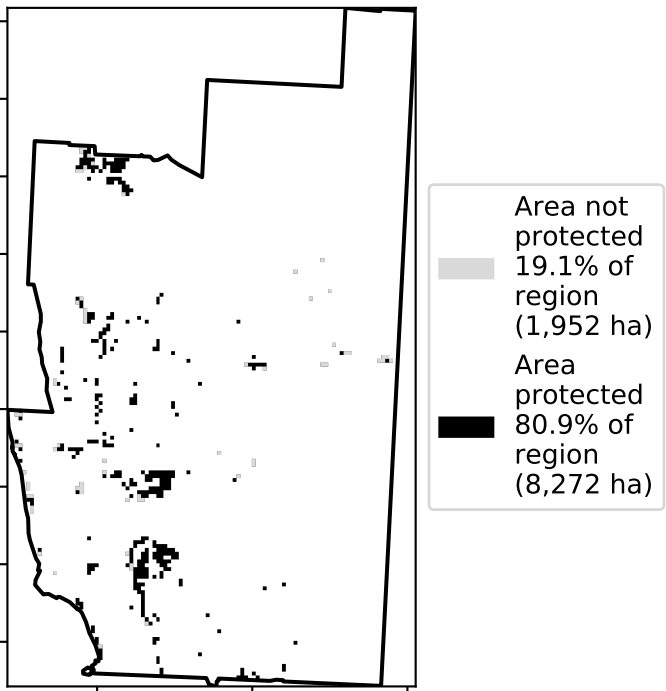 Area not
protected
19.1% of
region
(1,952 ha)
Area
protected
80.9% of
region
(8,272 ha)